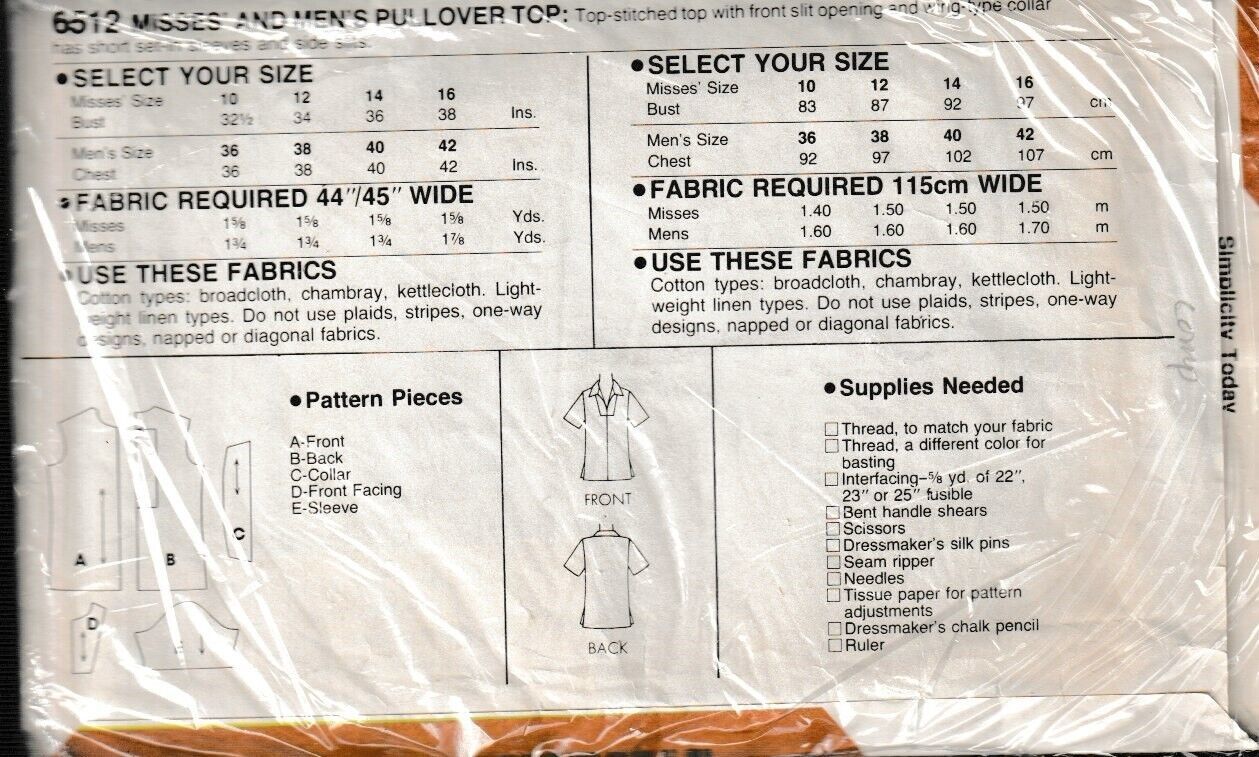 6512 MISSES' AND MEN'S PULLOVER TOP: Top-stitched top with front slit opening and wing-type collar
has short set-in sleeves and side slits.
● SELECT YOUR SIZE
Misses' Size 10 12 14 16
Bust 32½ 34 36 38 Ins.
Men's Size 36 38 40 42
Chest 36 38 40 42 Ins.
● FABRIC REQUIRED 44"/45" WIDE
Misses 1⅝ 1⅝ 1⅝ 1⅝ Yds.
Mens 1¾ 1¾ 1¾ 1⅞ Yds.
● USE THESE FABRICS
Cotton types: broadcloth, chambray, kettlecloth. Light-
weight linen types. Do not use plaids, stripes, one-way
designs, napped or diagonal fabrics.
● SELECT YOUR SIZE
Misses' Size 10 12 14 16
Bust 83 87 92 97 cm
Men's Size 36 38 40 42
Chest 92 97 102 107 cm
● FABRIC REQUIRED 115cm WIDE
Misses 1.40 1.50 1.50 1.50 m
Mens 1.60 1.60 1.60 1.70 m
● USE THESE FABRICS
Cotton types: broadcloth, chambray, kettlecloth. Light-
weight linen types. Do not use plaids, stripes, one-way
designs, napped or diagonal fabrics.
A
B
C
D
E
● Pattern Pieces
A-Front
B-Back
C-Collar
D-Front Facing
E-Sleeve
FRONT
BACK
● Supplies Needed
☐ Thread, to match your fabric
☐ Thread, a different color for
basting
☐ Interfacing-⅝ yd. of 22",
23" or 25" fusible
☐ Bent handle shears
☐ Scissors
☐ Dressmaker's silk pins
☐ Seam ripper
☐ Needles
☐ Tissue paper for pattern
adjustments
☐ Dressmaker's chalk pencil
☐ Ruler
comp
Simplicity Today